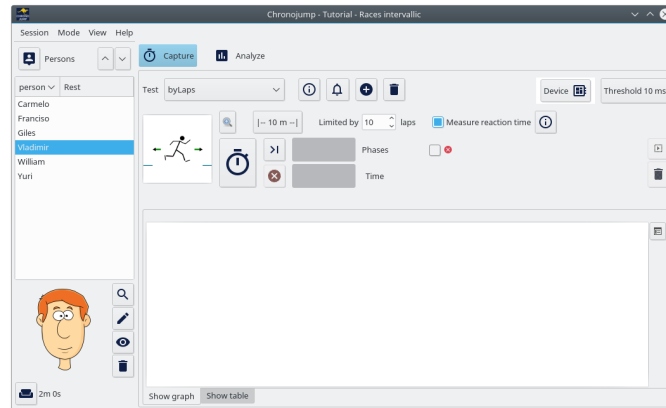 Chronojump - Tutorial - Races intervallic
Session Mode View Help
Persons
Capture
Analyze
person Rest
Carmelo
Franciso
Giles
Vladimir
William
Yuri
2m 0s
Test byLaps
Device
Threshold 10 ms
|-- 10 m --|
Limited by 10 laps
Measure reaction time
Phases
Time
Show graph Show table